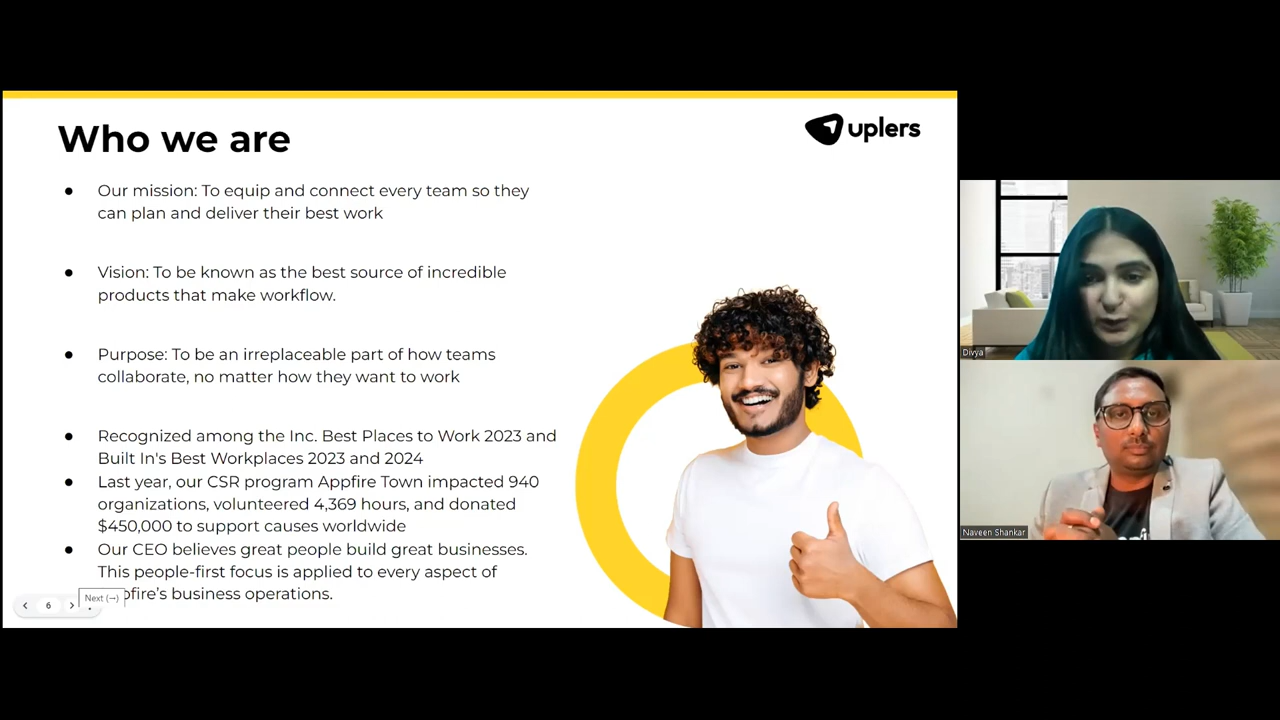 Who we are
uplers
● Our mission: To equip and connect every team so they
can plan and deliver their best work
● Vision: To be known as the best source of incredible
products that make workflow.
● Purpose: To be an irreplaceable part of how teams
collaborate, no matter how they want to work
● Recognized among the Inc. Best Places to Work 2023 and
Built In's Best Workplaces 2023 and 2024
● Last year, our CSR program Appfire Town impacted 940
organizations, volunteered 4,369 hours, and donated
$450,000 to support causes worldwide
● Our CEO believes great people build great businesses.
This people-first focus is applied to every aspect of
pfire’s business operations.
Next (→)
6
Divya
Naveen Shankar